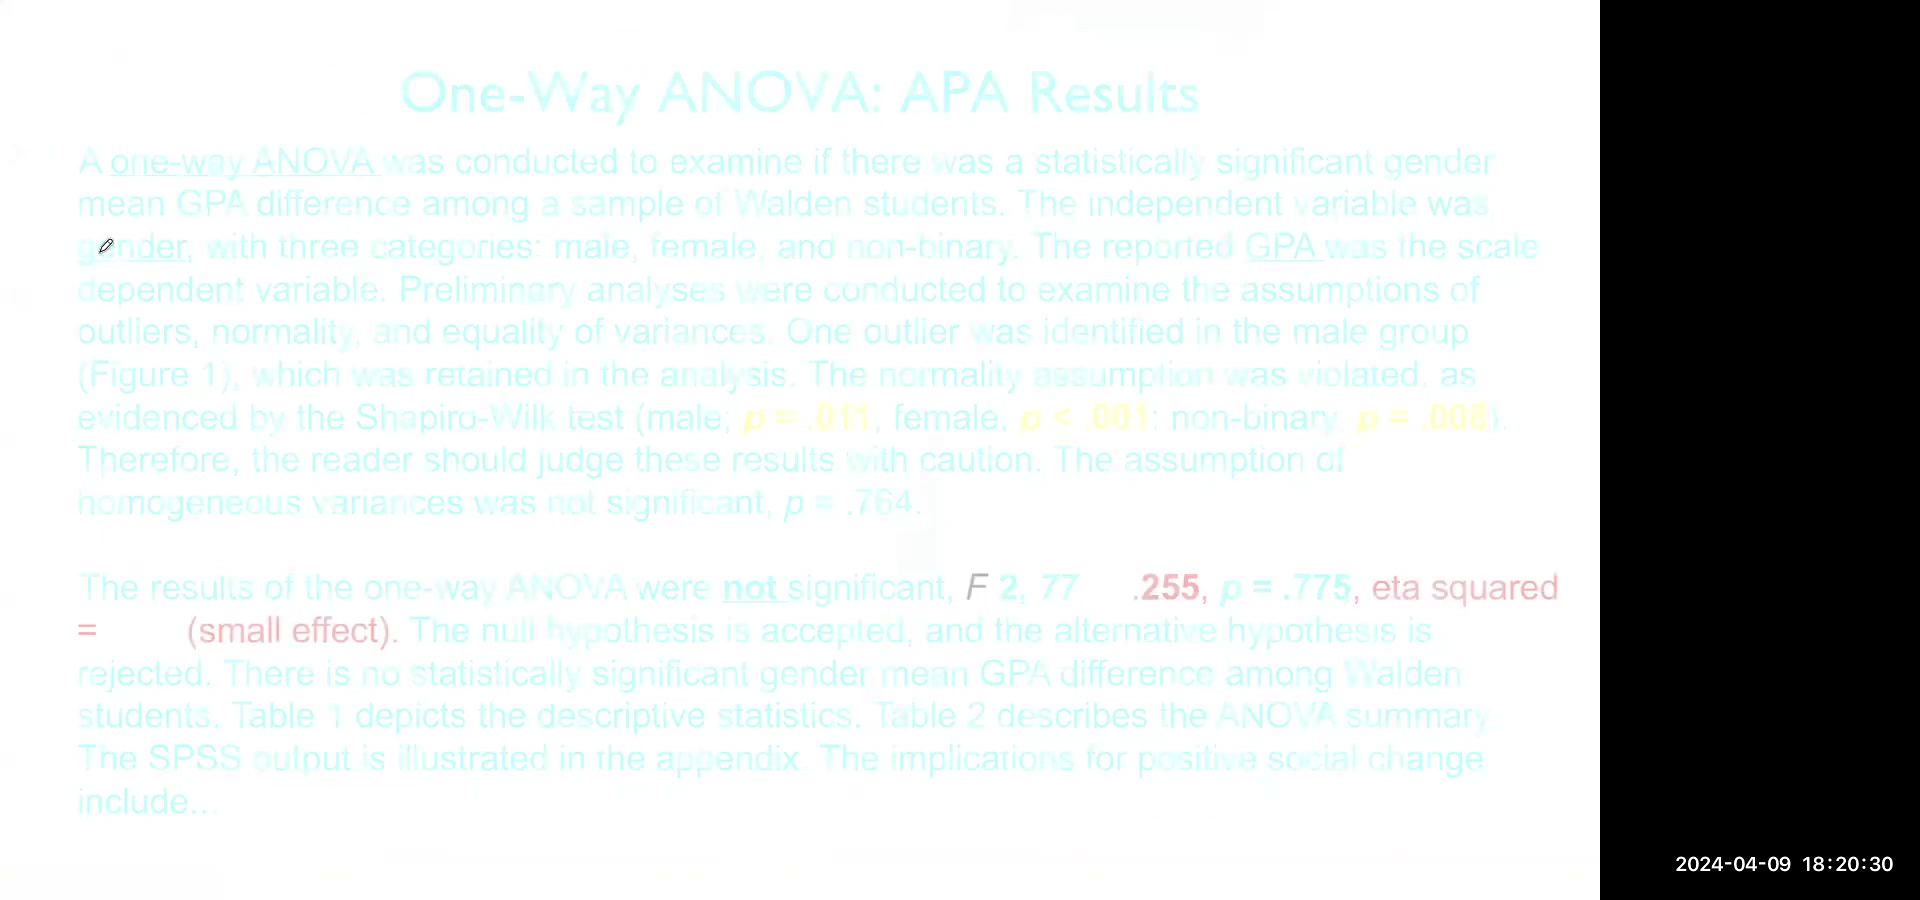 One-Way ANOVA: APA Results
A one-way ANOVA was conducted to examine if there was a statistically significant gender
mean GPA difference among a sample of Walden students. The independent variable was
gender, with three categories: male, female, and non-binary. The reported GPA was the scale
dependent variable. Preliminary analyses were conducted to examine the assumptions of
outliers, normality, and equality of variances. One outlier was identified in the male group
(Figure 1), which was retained in the analysis. The normality assumption was violated, as
evidenced by the Shapiro-Wilk test (male; p = .011, female, p < .001; non-binary; p = .008).
Therefore, the reader should judge these results with caution. The assumption of
homogeneous variances was not significant, p = .764.
The results of the one-way ANOVA were not significant, F 2, 77 .255, p = .775, eta squared
= (small effect). The null hypothesis is accepted, and the alternative hypothesis is
rejected. There is no statistically significant gender mean GPA difference among Walden
students. Table 1 depicts the descriptive statistics. Table 2 describes the ANOVA summary
The SPSS output is illustrated in the appendix. The implications for positive social change
include...
2024-04-09 18:20:30